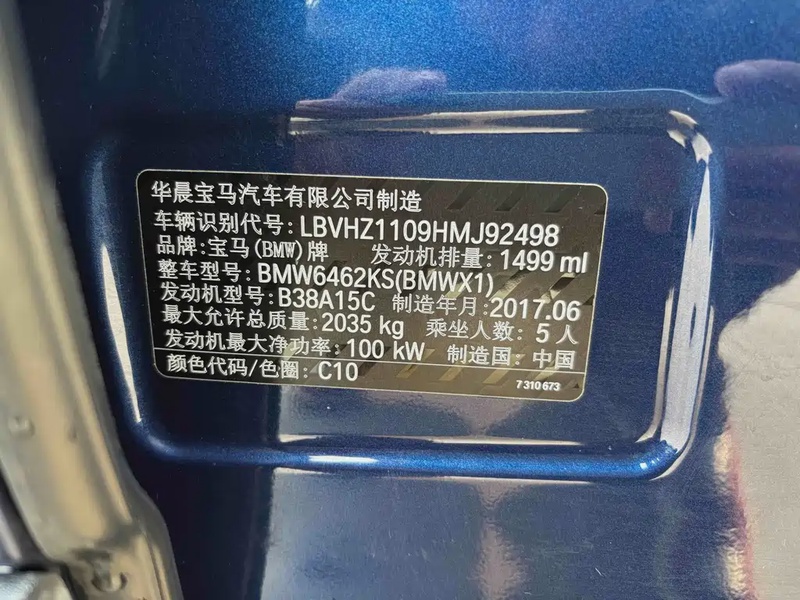 华晨宝马汽车有限公司制造
车辆识别代号: LBVHZ1109HMJ92498
品牌: 宝马(BMW)牌 发动机排量: 1499 ml
整车型号: BMW6462KS(BMWX1)
发动机型号: B38A15C 制造年月: 2017.06
最大允许总质量: 2035 kg 乘坐人数: 5 人
发动机最大净功率: 100 kW 制造国: 中国
颜色代码/色圈: C10 7 310 673